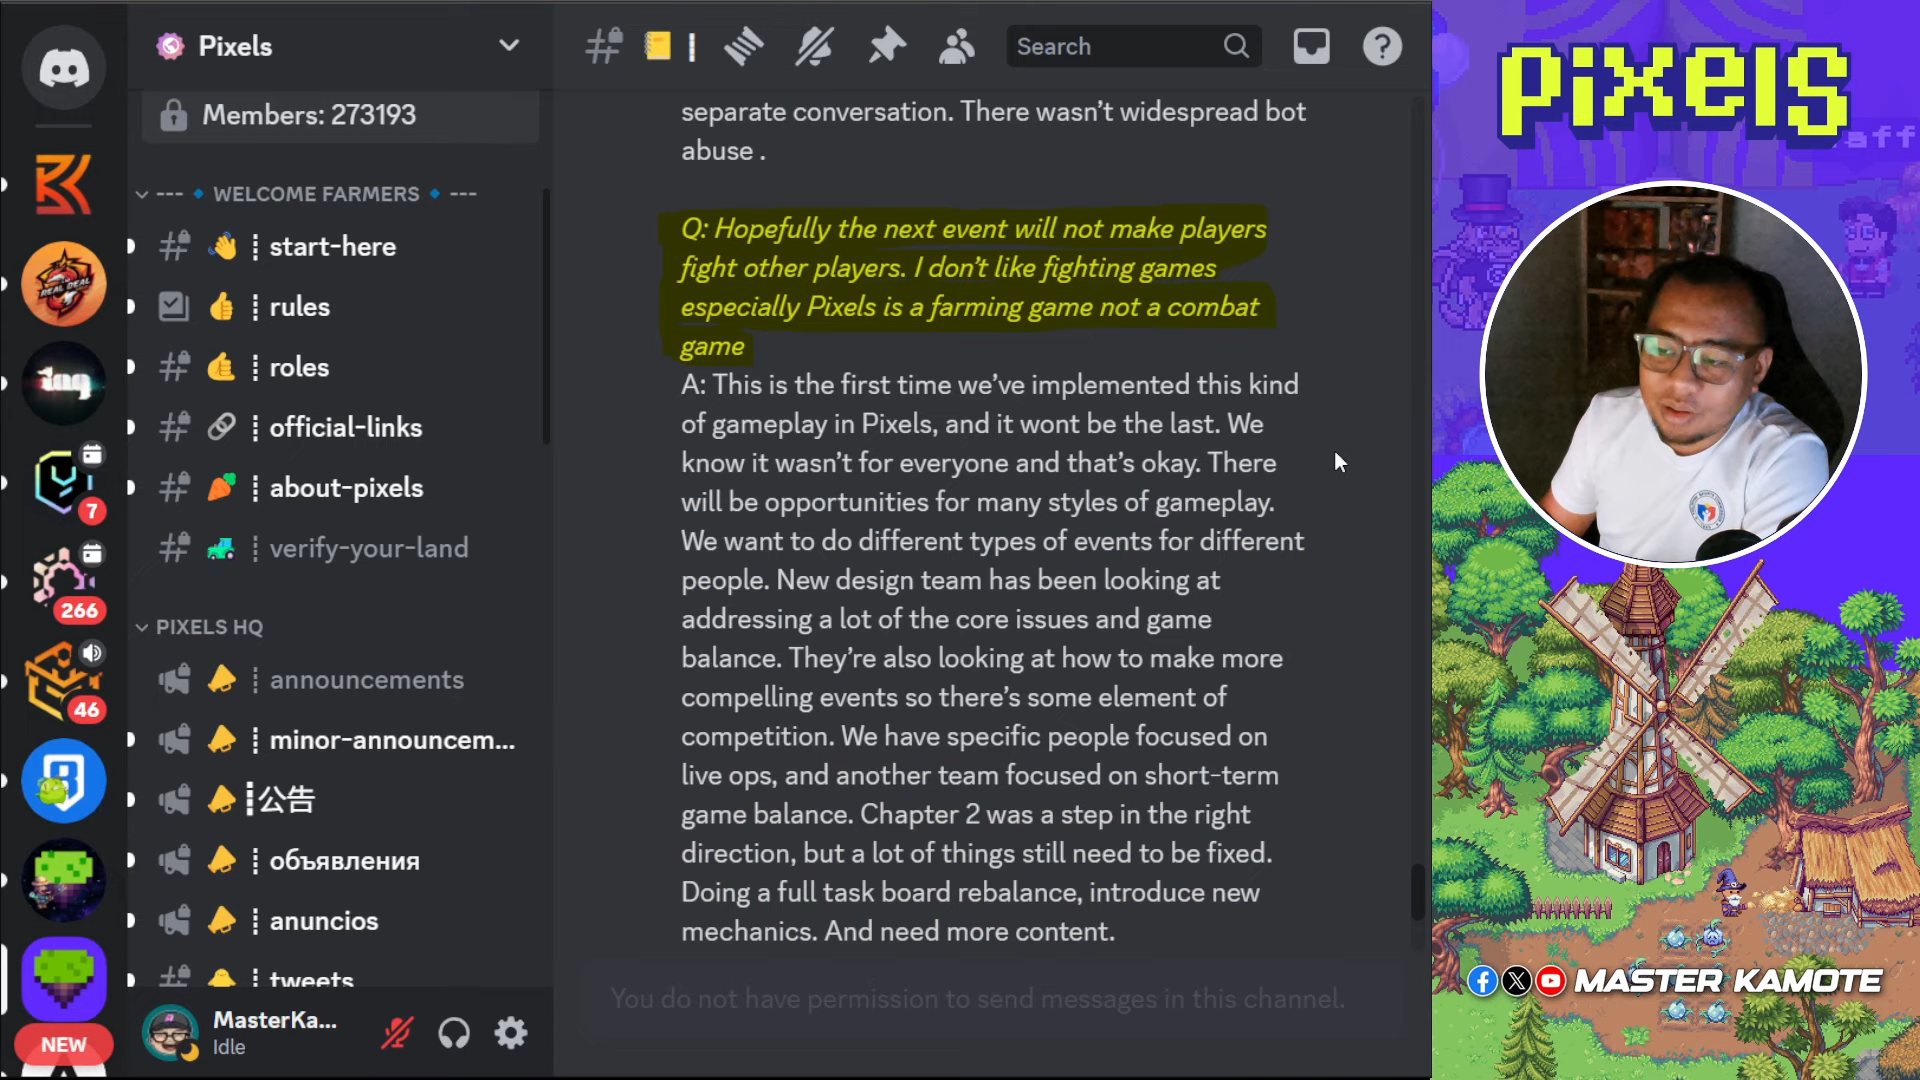 Pixels
Search
Members: 273193
--- WELCOME FARMERS ---
start-here
rules
roles
official-links
about-pixels
verify-your-land
PIXELS HQ
announcements
minor-announcem...
公告
объявления
anuncios
tweets
MasterKa...
Idle
7
266
46
NEW
REAL DEAL
separate conversation. There wasn't widespread bot
abuse .
Q: Hopefully the next event will not make players
fight other players. I don't like fighting games
especially Pixels is a farming game not a combat
game
A: This is the first time we've implemented this kind
of gameplay in Pixels, and it wont be the last. We
know it wasn't for everyone and that's okay. There
will be opportunities for many styles of gameplay.
We want to do different types of events for different
people. New design team has been looking at
addressing a lot of the core issues and game
balance. They're also looking at how to make more
compelling events so there's some element of
competition. We have specific people focused on
live ops, and another team focused on short-term
game balance. Chapter 2 was a step in the right
direction, but a lot of things still need to be fixed.
Doing a full task board rebalance, introduce new
mechanics. And need more content.
You do not have permission to send messages in this channel.
pixels
MASTER KAMOTE